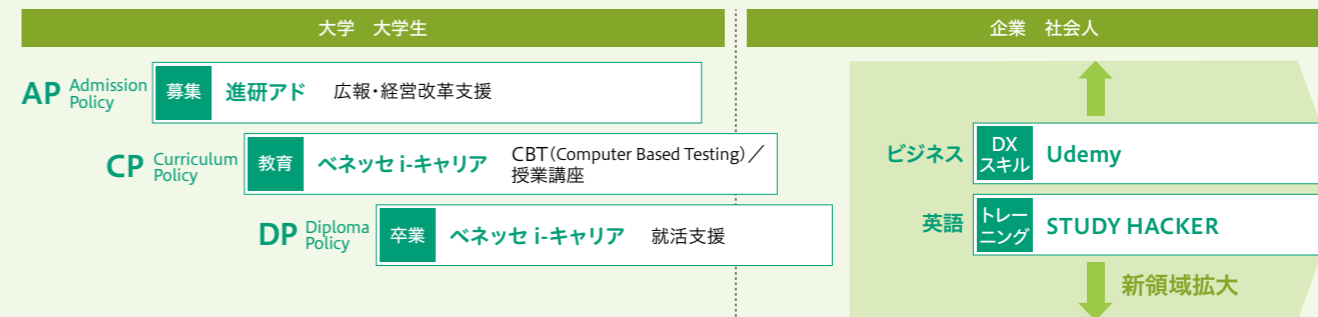 大学　大学生
企業　社会人
AP Admission Policy 募集 進研アド 広報・経営改革支援
CP Curriculum Policy 教育 ベネッセ i-キャリア CBT(Computer Based Testing)／
授業講座
DP Diploma Policy 卒業 ベネッセ i-キャリア 就活支援
ビジネス DXスキル Udemy
英語 トレーニング STUDY HACKER
新領域拡大